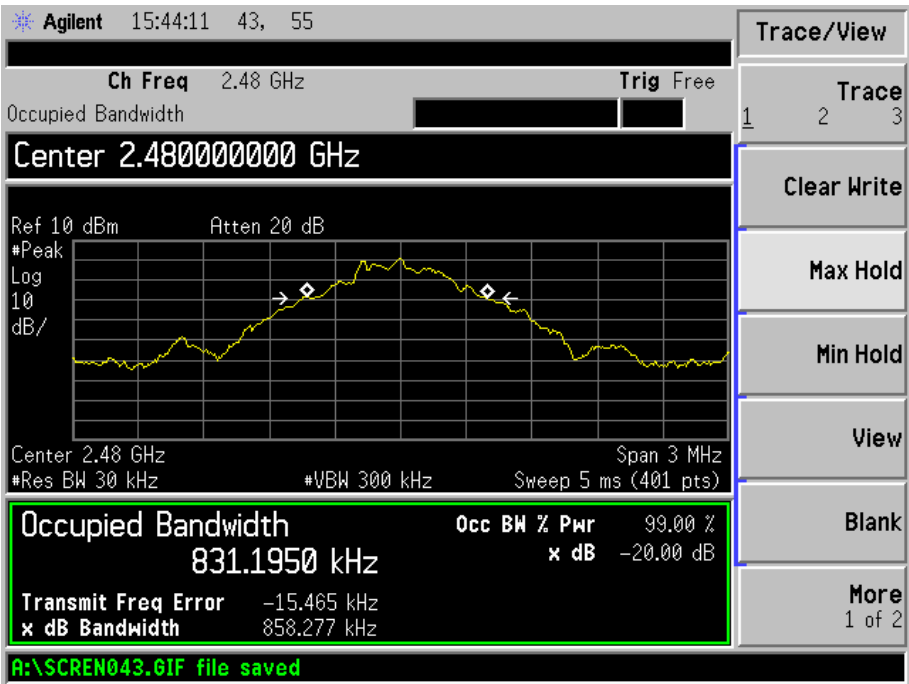 Agilent 15:44:11 43, 55
Trace/View
Ch Freq 2.48 GHz Trig Free
Occupied Bandwidth
Center 2.480000000 GHz
Ref 10 dBm Atten 20 dB
#Peak
Log
10
dB/
Center 2.48 GHz Span 3 MHz
#Res BW 30 kHz #VBW 300 kHz Sweep 5 ms (401 pts)
Occupied Bandwidth Occ BW % Pwr 99.00 %
831.1950 kHz x dB -20.00 dB
Transmit Freq Error -15.465 kHz
x dB Bandwidth 858.277 kHz
A:\SCREN043.GIF file saved
Trace
1 2 3
Clear Write
Max Hold
Min Hold
View
Blank
More
1 of 2